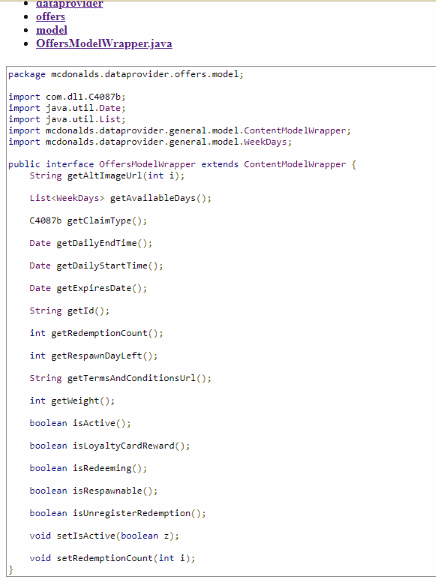 dataprovider
offers
model
OffersModelWrapper.java
package mcdonalds.dataprovider.offers.model;
import com.dl1.C4087b;
import java.util.Date;
import java.util.List;
import mcdonalds.dataprovider.general.model.ContentModelWrapper;
import mcdonalds.dataprovider.general.model.WeekDays;
public interface OffersModelWrapper extends ContentModelWrapper {
String getAltImageUrl(int i);
List<WeekDays> getAvailableDays();
C4087b getClaimType();
Date getDailyEndTime();
Date getDailyStartTime();
Date getExpiresDate();
String getId();
int getRedemptionCount();
int getRespawnDayLeft();
String getTermsAndConditionsUrl();
int getWeight();
boolean isActive();
boolean isLoyaltyCardReward();
boolean isRedeeming();
boolean isRespawnable();
boolean isUnregisterRedemption();
void setIsActive(boolean z);
void setRedemptionCount(int i);
}